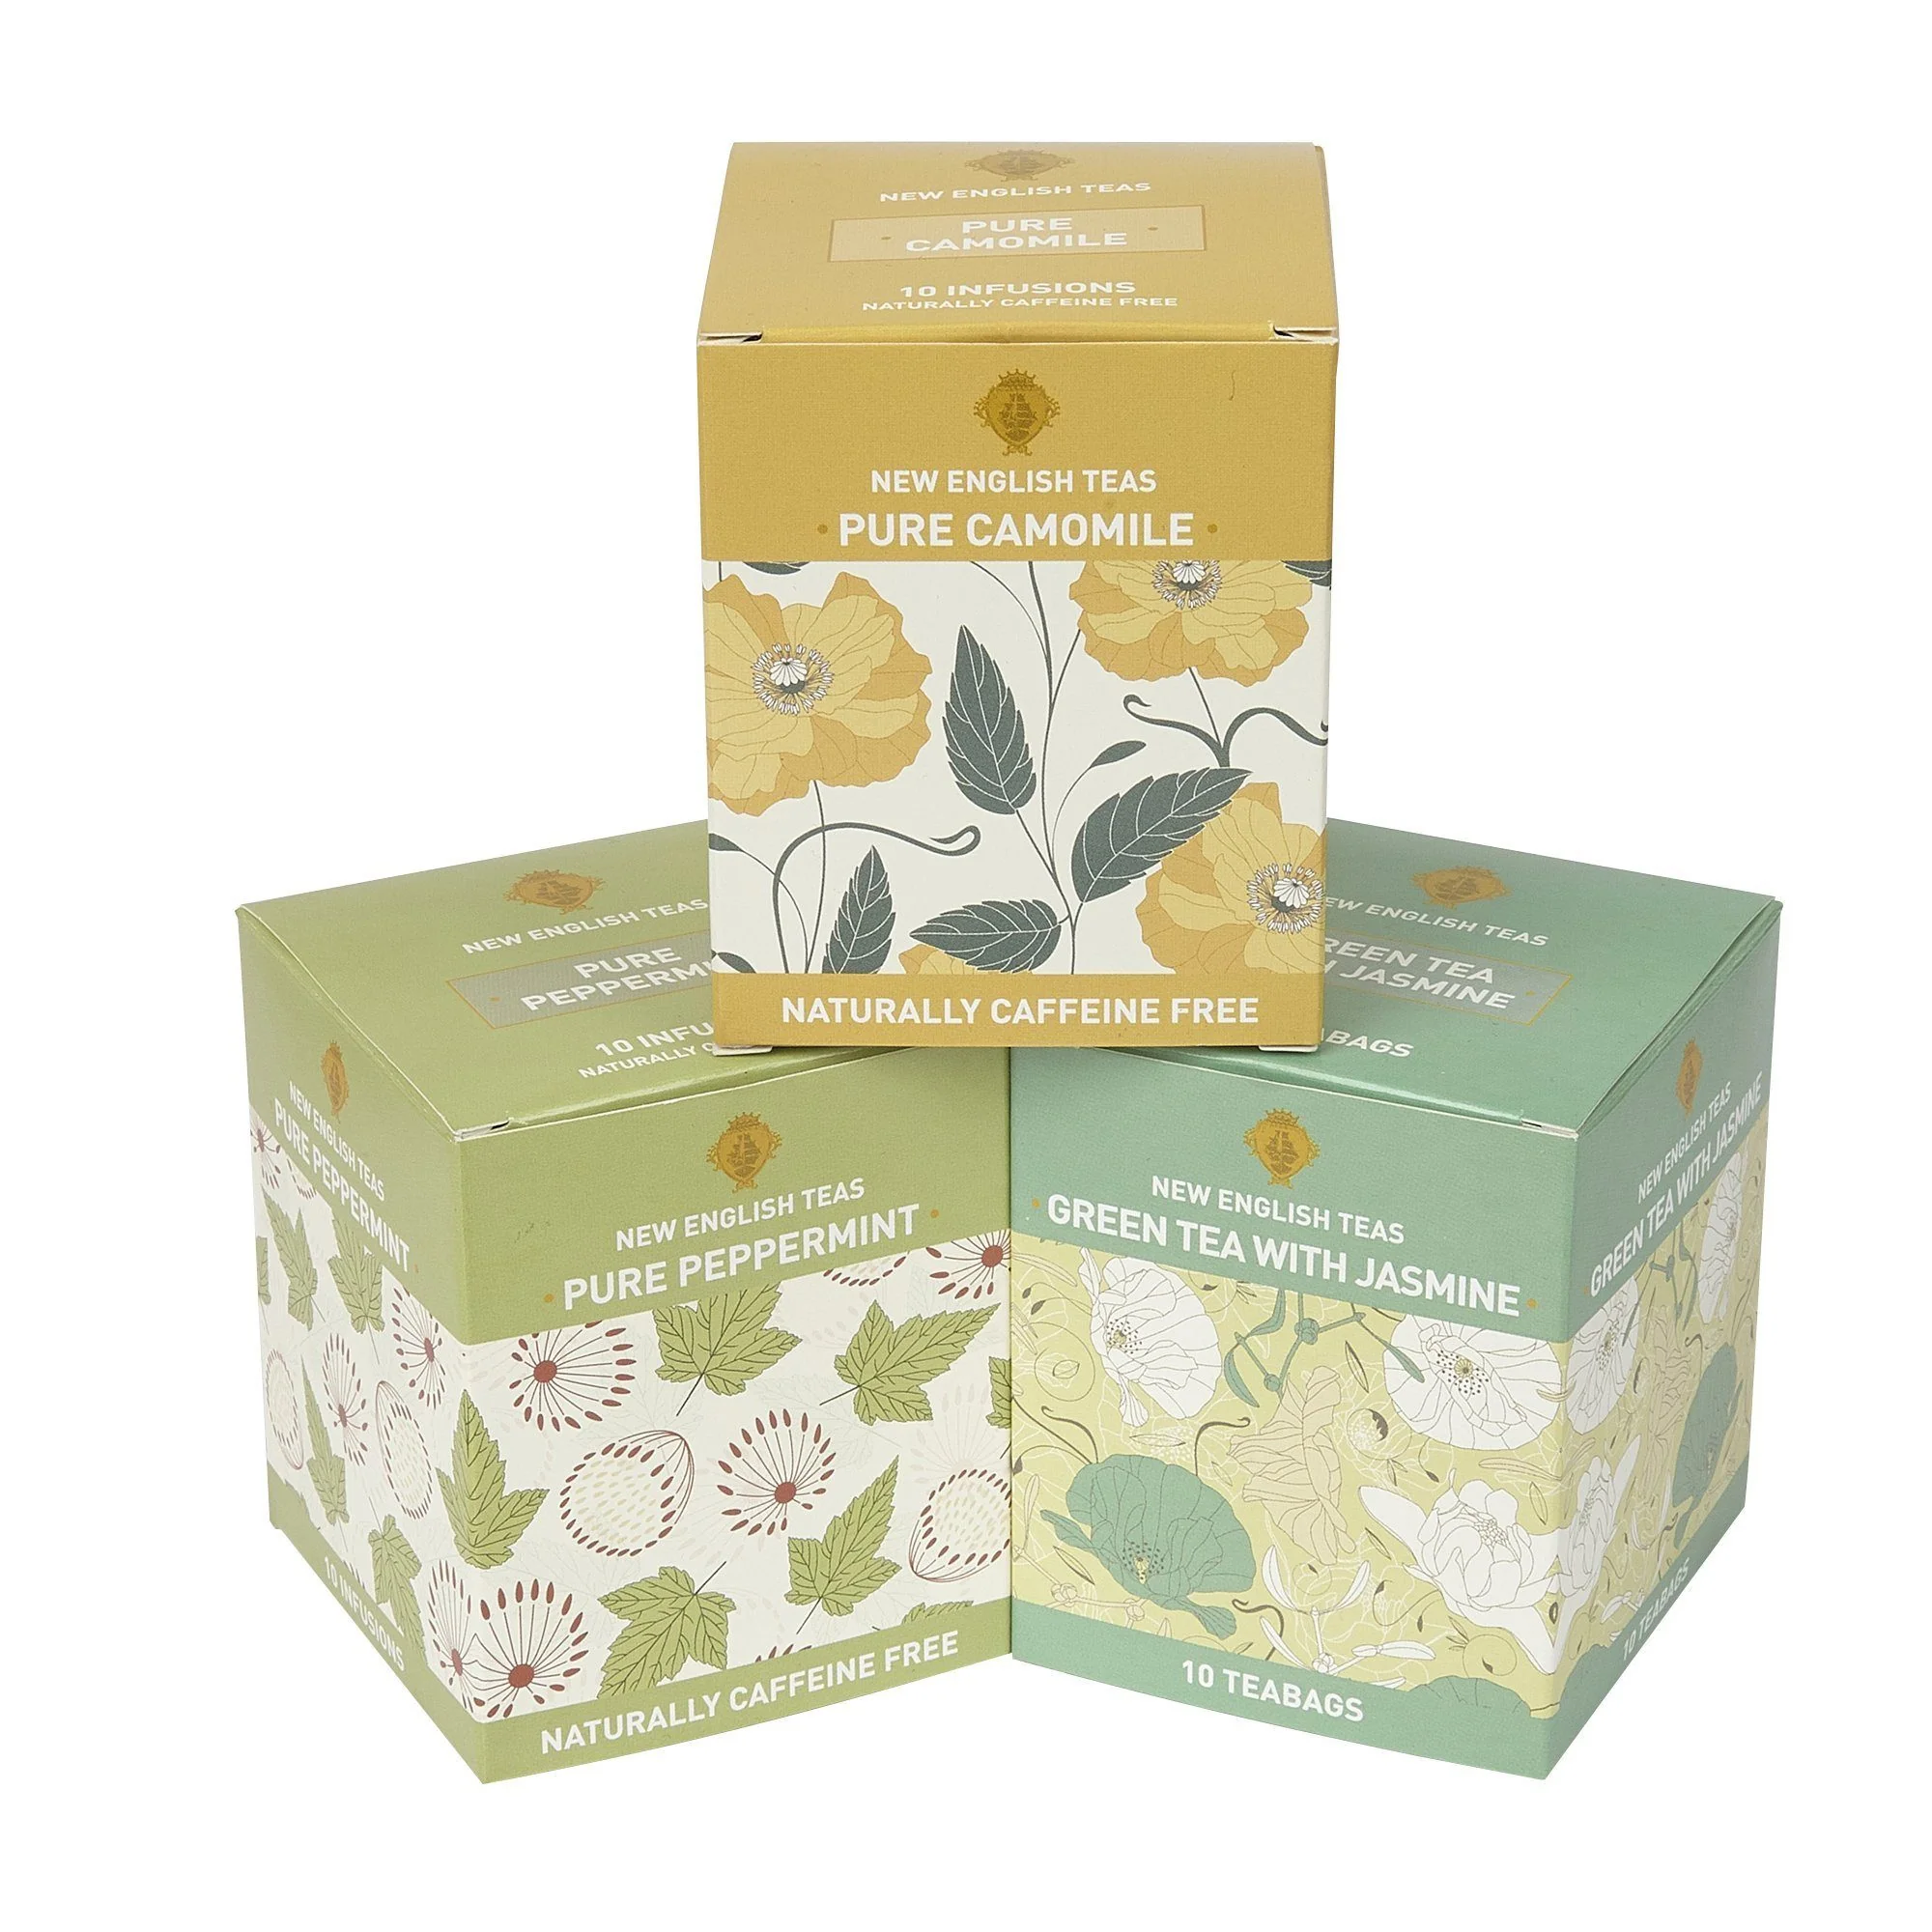 NEW ENGLISH TEAS
PURE
CAMOMILE
10 INFUSIONS
NATURALLY CAFFEINE FREE
NEW ENGLISH TEAS
PURE CAMOMILE
NATURALLY CAFFEINE FREE
NEW ENGLISH TEAS
PURE
10
NATURALLY
NEW ENGLISH TEAS
PURE PEPPERMINT
10 INFUSIONS
NEW ENGLISH TEAS
PURE PEPPERMINT
NATURALLY CAFFEINE FREE
ENGLISH TEAS
TEA
JASMINE
NEW ENGLISH TEAS
GREEN TEA WITH JASMINE
10 TEABAGS
NEW ENGLISH TEAS
GREEN TEA WITH JASMINE
10 TEABAGS